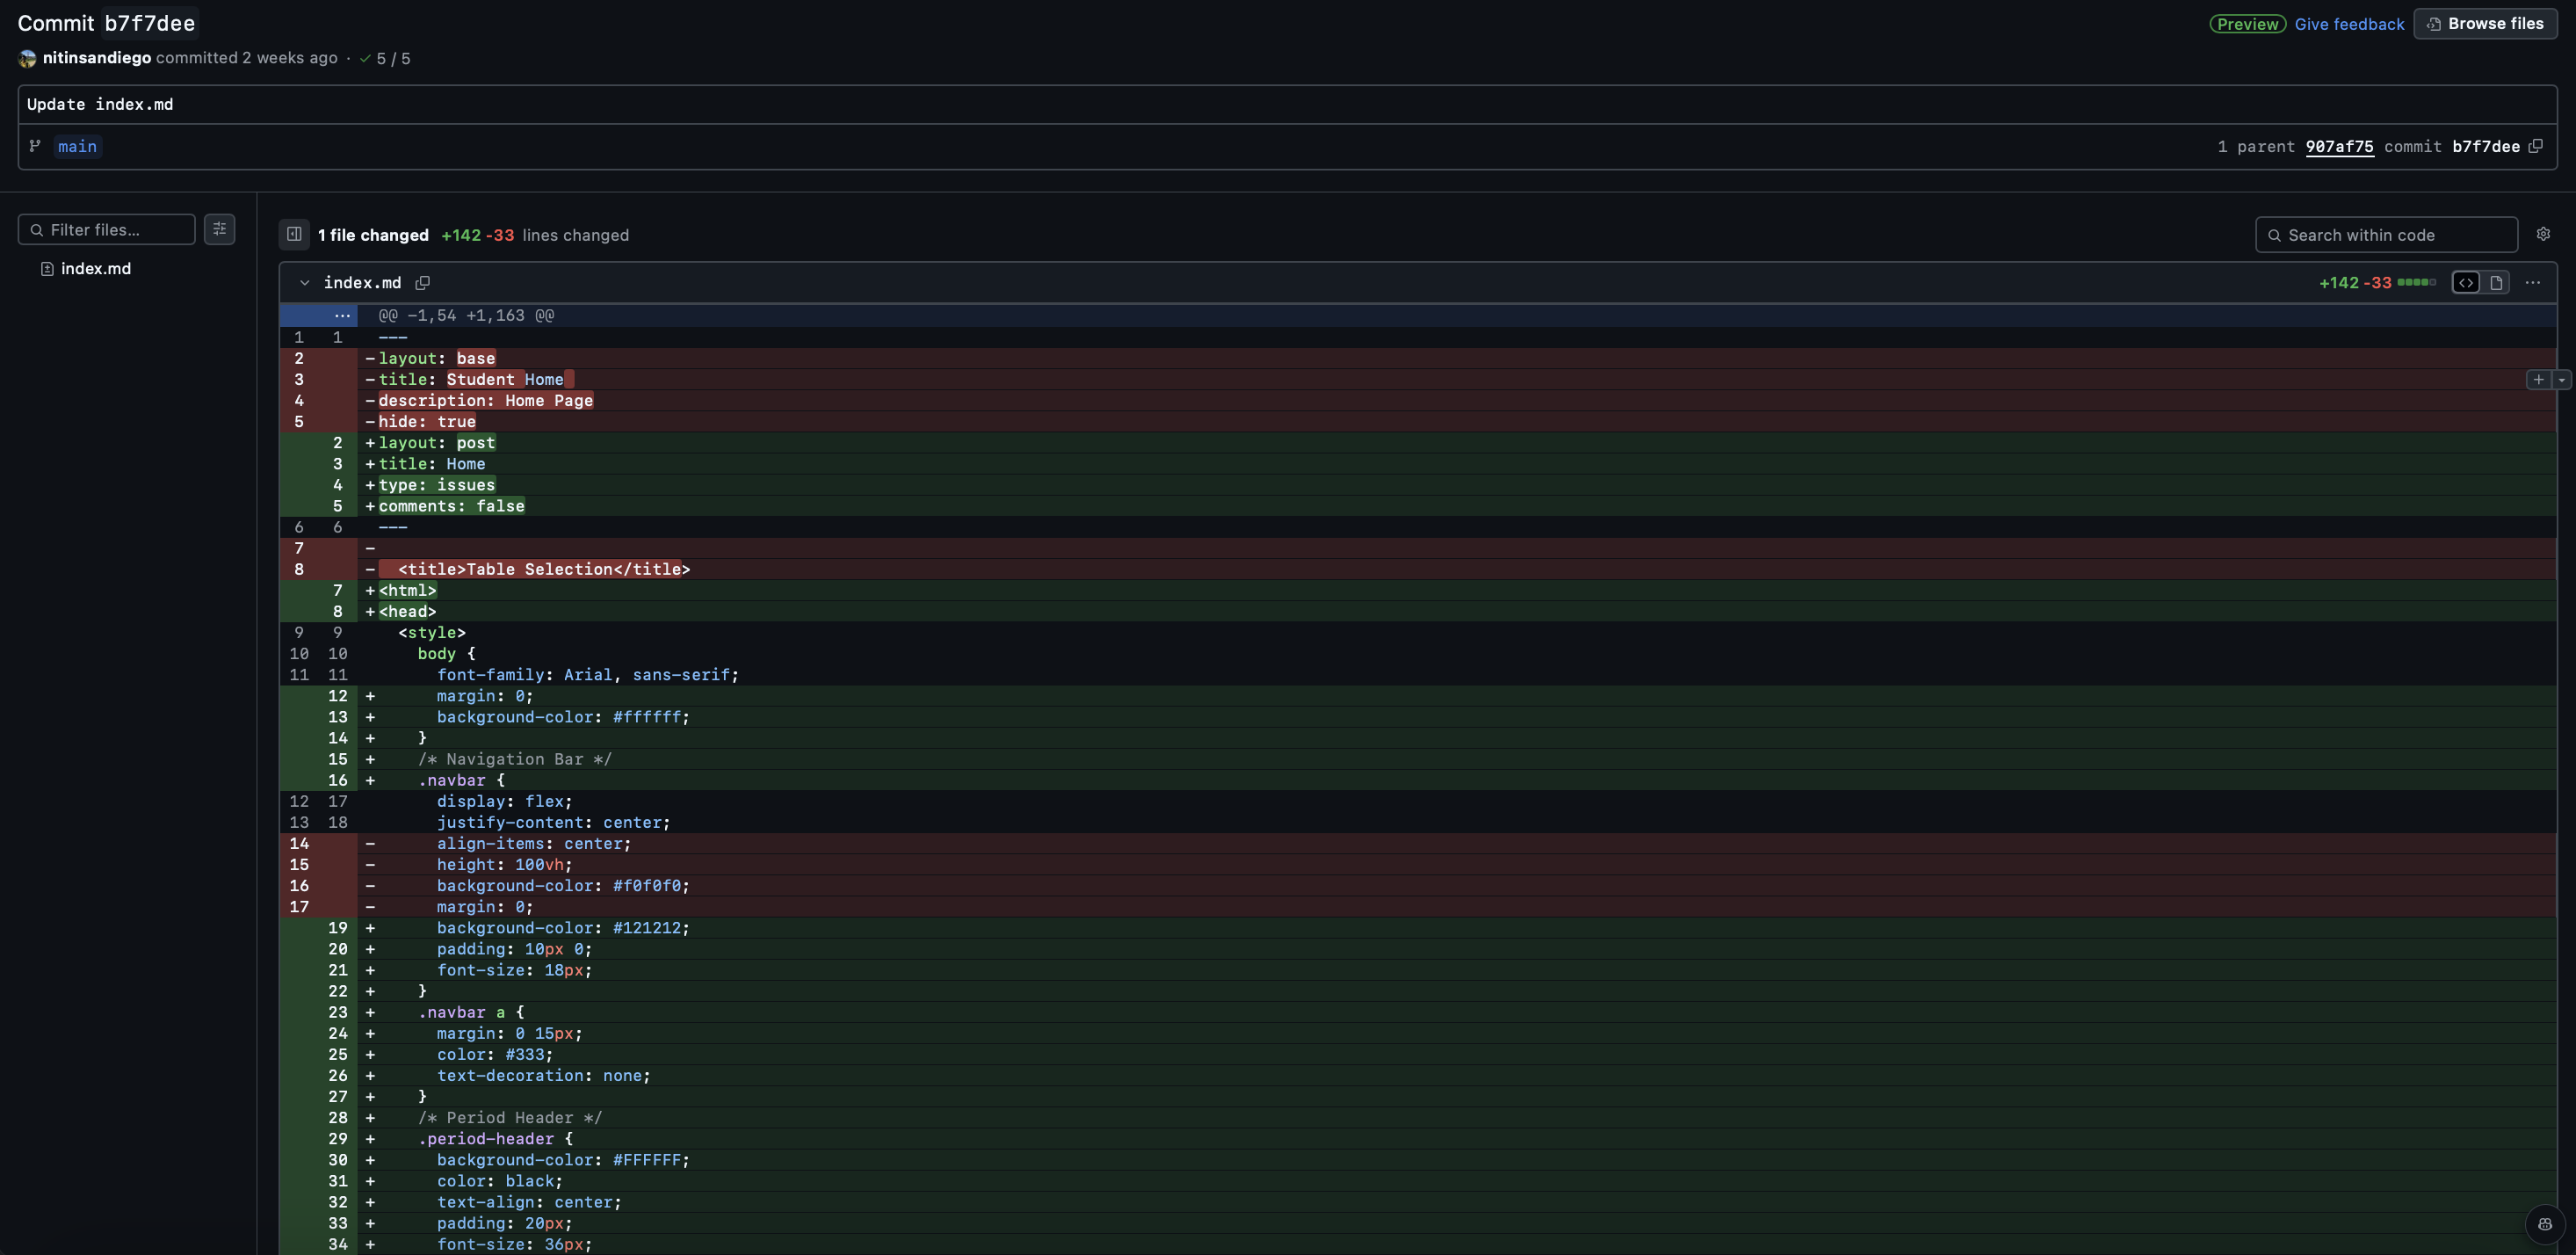 Commit b7f7dee
Preview Give feedback Browse files
nitinsandiego committed 2 weeks ago · 5 / 5
Update index.md
main
1 parent 907af75 commit b7f7dee
Filter files...
index.md
1 file changed +142 -33 lines changed
Search within code
index.md
+142 -33
... @@ -1,54 +1,163 @@
1 1 ---
2 -layout: base
3 -title: Student Home
4 -description: Home Page
5 -hide: true
2 +layout: post
3 +title: Home
4 +type: issues
5 +comments: false
6 6 ---
7 -
8 - <title>Table Selection</title>
7 +<html>
8 +<head>
9 9 <style>
10 10 body {
11 11 font-family: Arial, sans-serif;
12 + margin: 0;
13 + background-color: #ffffff;
14 + }
15 + /* Navigation Bar */
16 + .navbar {
12 17 display: flex;
13 18 justify-content: center;
14 - align-items: center;
15 - height: 100vh;
16 - background-color: #f0f0f0;
17 - margin: 0;
19 + background-color: #121212;
20 + padding: 10px 0;
21 + font-size: 18px;
22 + }
23 + .navbar a {
24 + margin: 0 15px;
25 + color: #333;
26 + text-decoration: none;
27 + }
28 + /* Period Header */
29 + .period-header {
30 + background-color: #FFFFFF;
31 + color: black;
32 + text-align: center;
33 + padding: 20px;
34 + font-size: 36px;